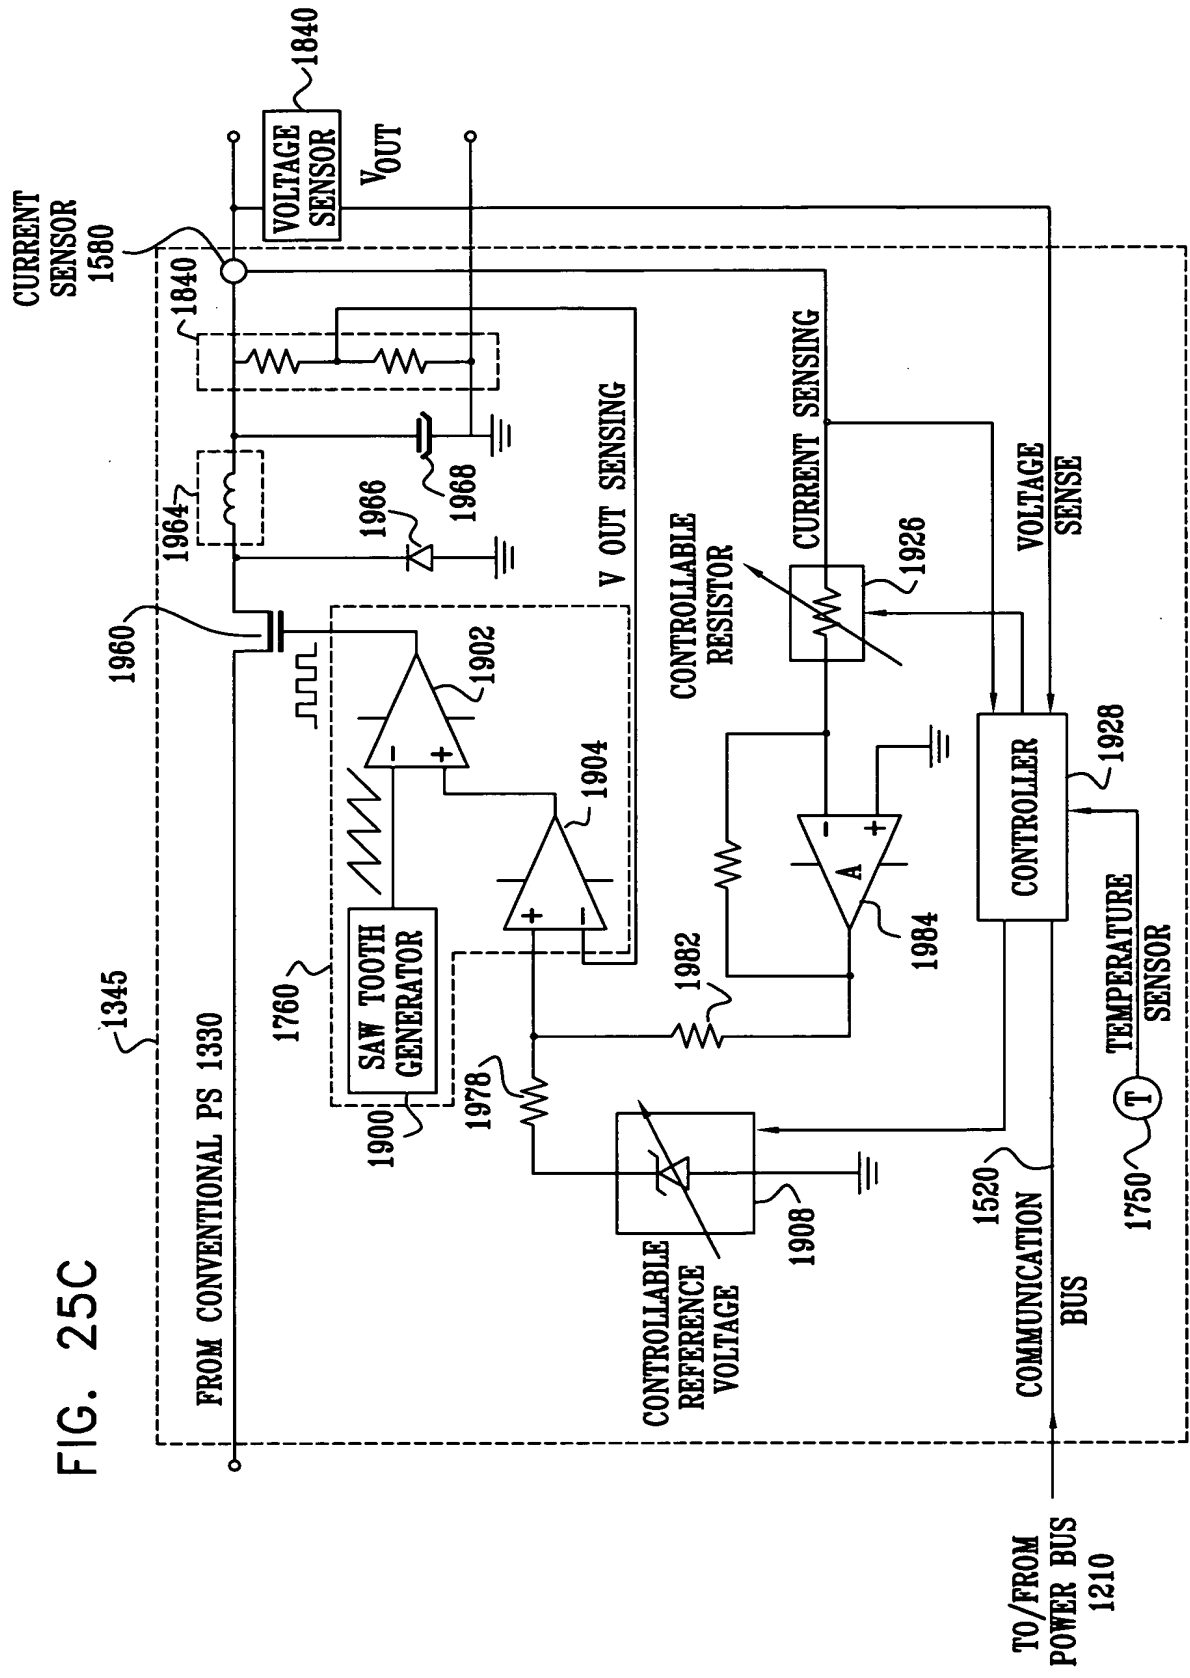 FIG. 25C
1345
FROM CONVENTIONAL PS 1330
1960
1964
CURRENT
SENSOR
1580
1840
VOLTAGE
SENSOR
1840
VOUT
1966
1968
1760
SAW TOOTH
GENERATOR
1900
-
+
1902
+
-
1904
V OUT SENSING
1978
1982
CONTROLLABLE
REFERENCE
VOLTAGE
1908
CONTROLLABLE
RESISTOR
CURRENT SENSING
1926
-
+
A
1984
VOLTAGE
SENSE
CONTROLLER
1928
TEMPERATURE
SENSOR
T
1750
1520
COMMUNICATION
BUS
TO/FROM
POWER BUS
1210